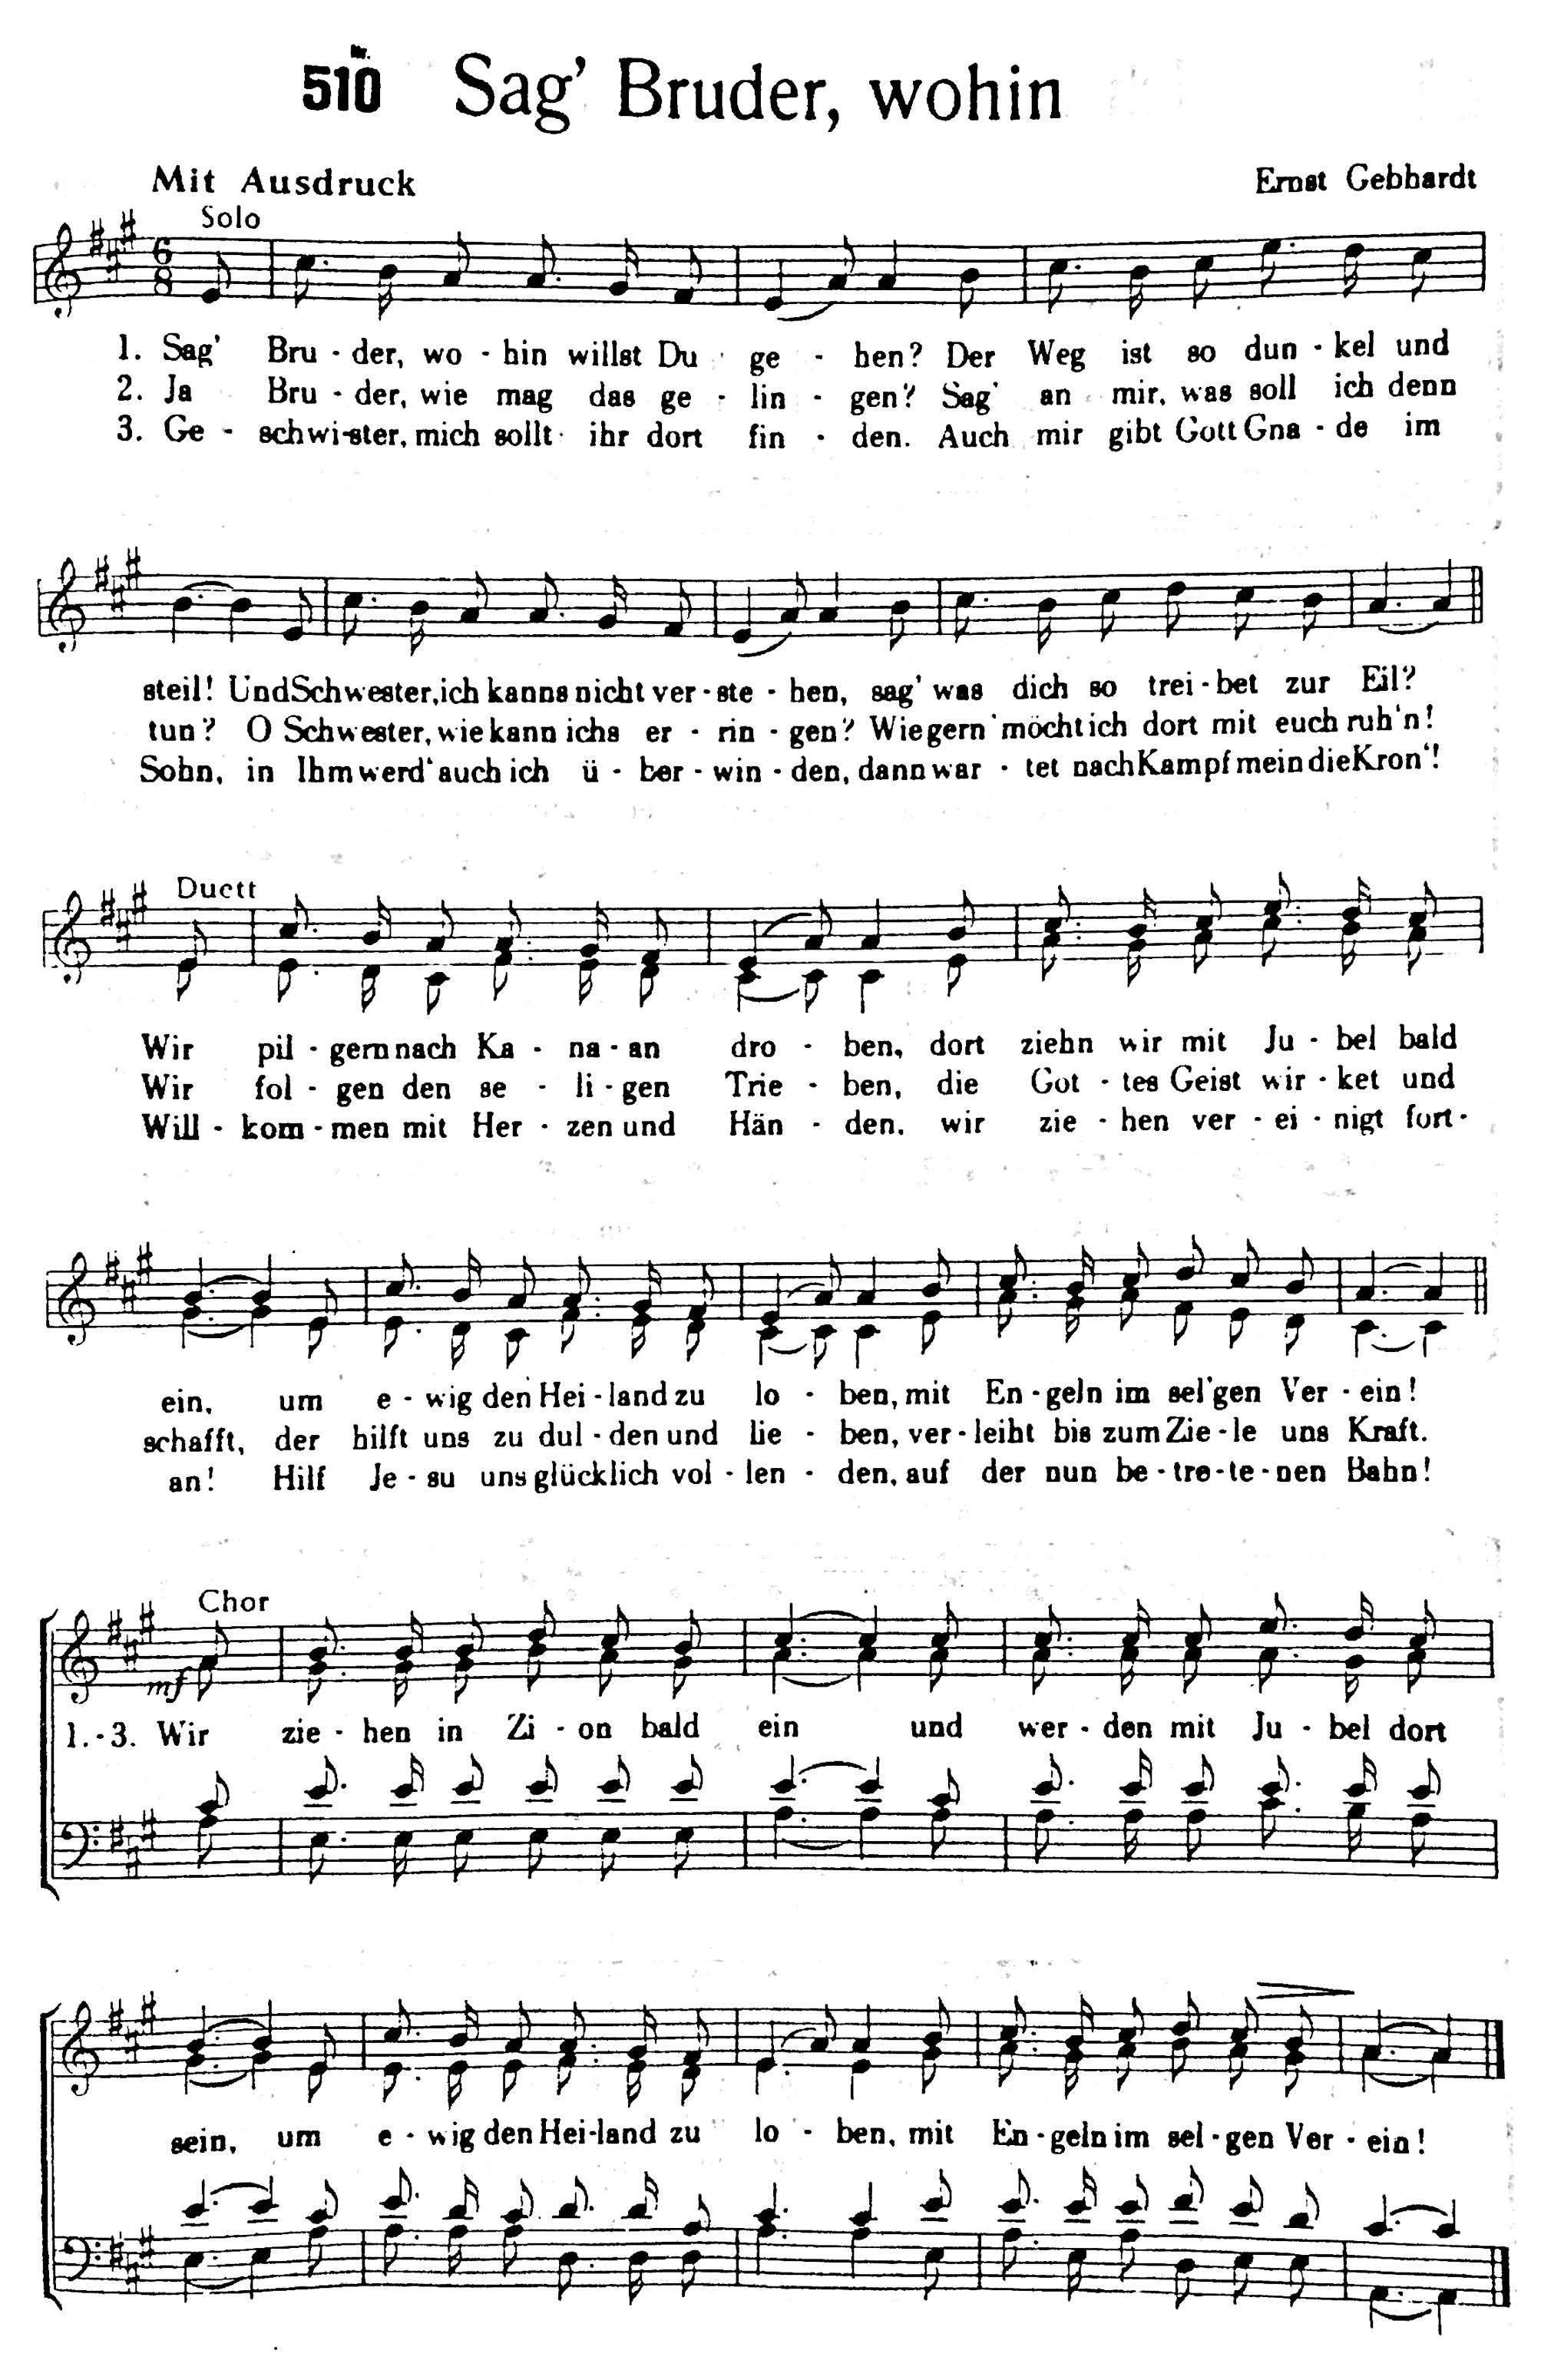 Nr.
510 Sag’ Bruder, wohin
Mit Ausdruck
Ernst Gebhardt
Solo
1. Sag' Bru - der, wo - hin willst Du ge - hen? Der Weg ist so dun - kel und
2. Ja Bru - der, wie mag das ge - lin - gen? Sag' an mir, was soll ich denn
3. Ge - schwi-ster, mich sollt ihr dort fin - den. Auch mir gibt Gott Gna - de im
steil! Und Schwester, ich kanns nicht ver - ste - hen, sag' was dich so trei - bet zur Eil?
tun? O Schwester, wie kann ichs er - rin - gen? Wie gern möcht ich dort mit euch ruh'n!
Sohn, in Ihm werd' auch ich ü - ber - win - den, dann war - tet nach Kampf mein die Kron'!
Duett
Wir pil - gern nach Ka - na - an dro - ben, dort ziehn wir mit Ju - bel bald
Wir fol - gen den se - li - gen Trie - ben, die Got - tes Geist wir - ket und
Will - kom - men mit Her - zen und Hän - den, wir zie - hen ver - ei - nigt fort -
ein, um e - wig den Hei - land zu lo - ben, mit En - geln im sel'gen Ver - ein!
schafft, der hilft uns zu dul - den und lie - ben, ver - leiht bis zum Zie - le uns Kraft.
an! Hilf Je - su uns glücklich vol - len - den, auf der nun be - tre - te - nen Bahn!
Chor
mf
1.-3. Wir zie - hen in Zi - on bald ein und wer - den mit Ju - bel dort
sein, um e - wig den Hei - land zu lo - ben, mit En - geln im sel - gen Ver - ein!